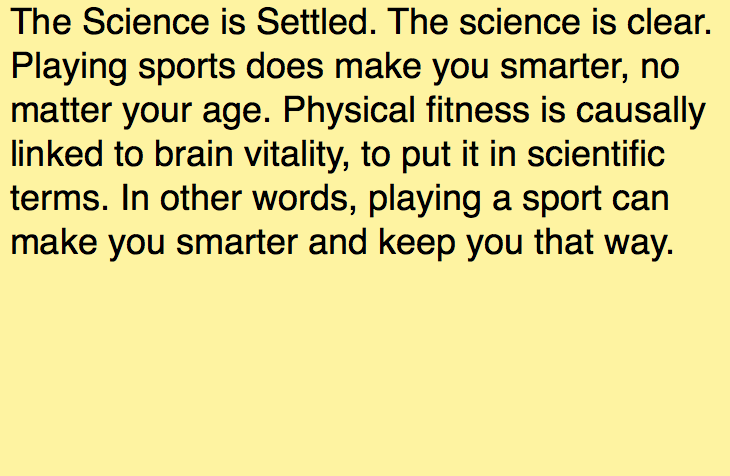 The Science is Settled. The science is clear.
Playing sports does make you smarter, no
matter your age. Physical fitness is causally
linked to brain vitality, to put it in scientific
terms. In other words, playing a sport can
make you smarter and keep you that way.